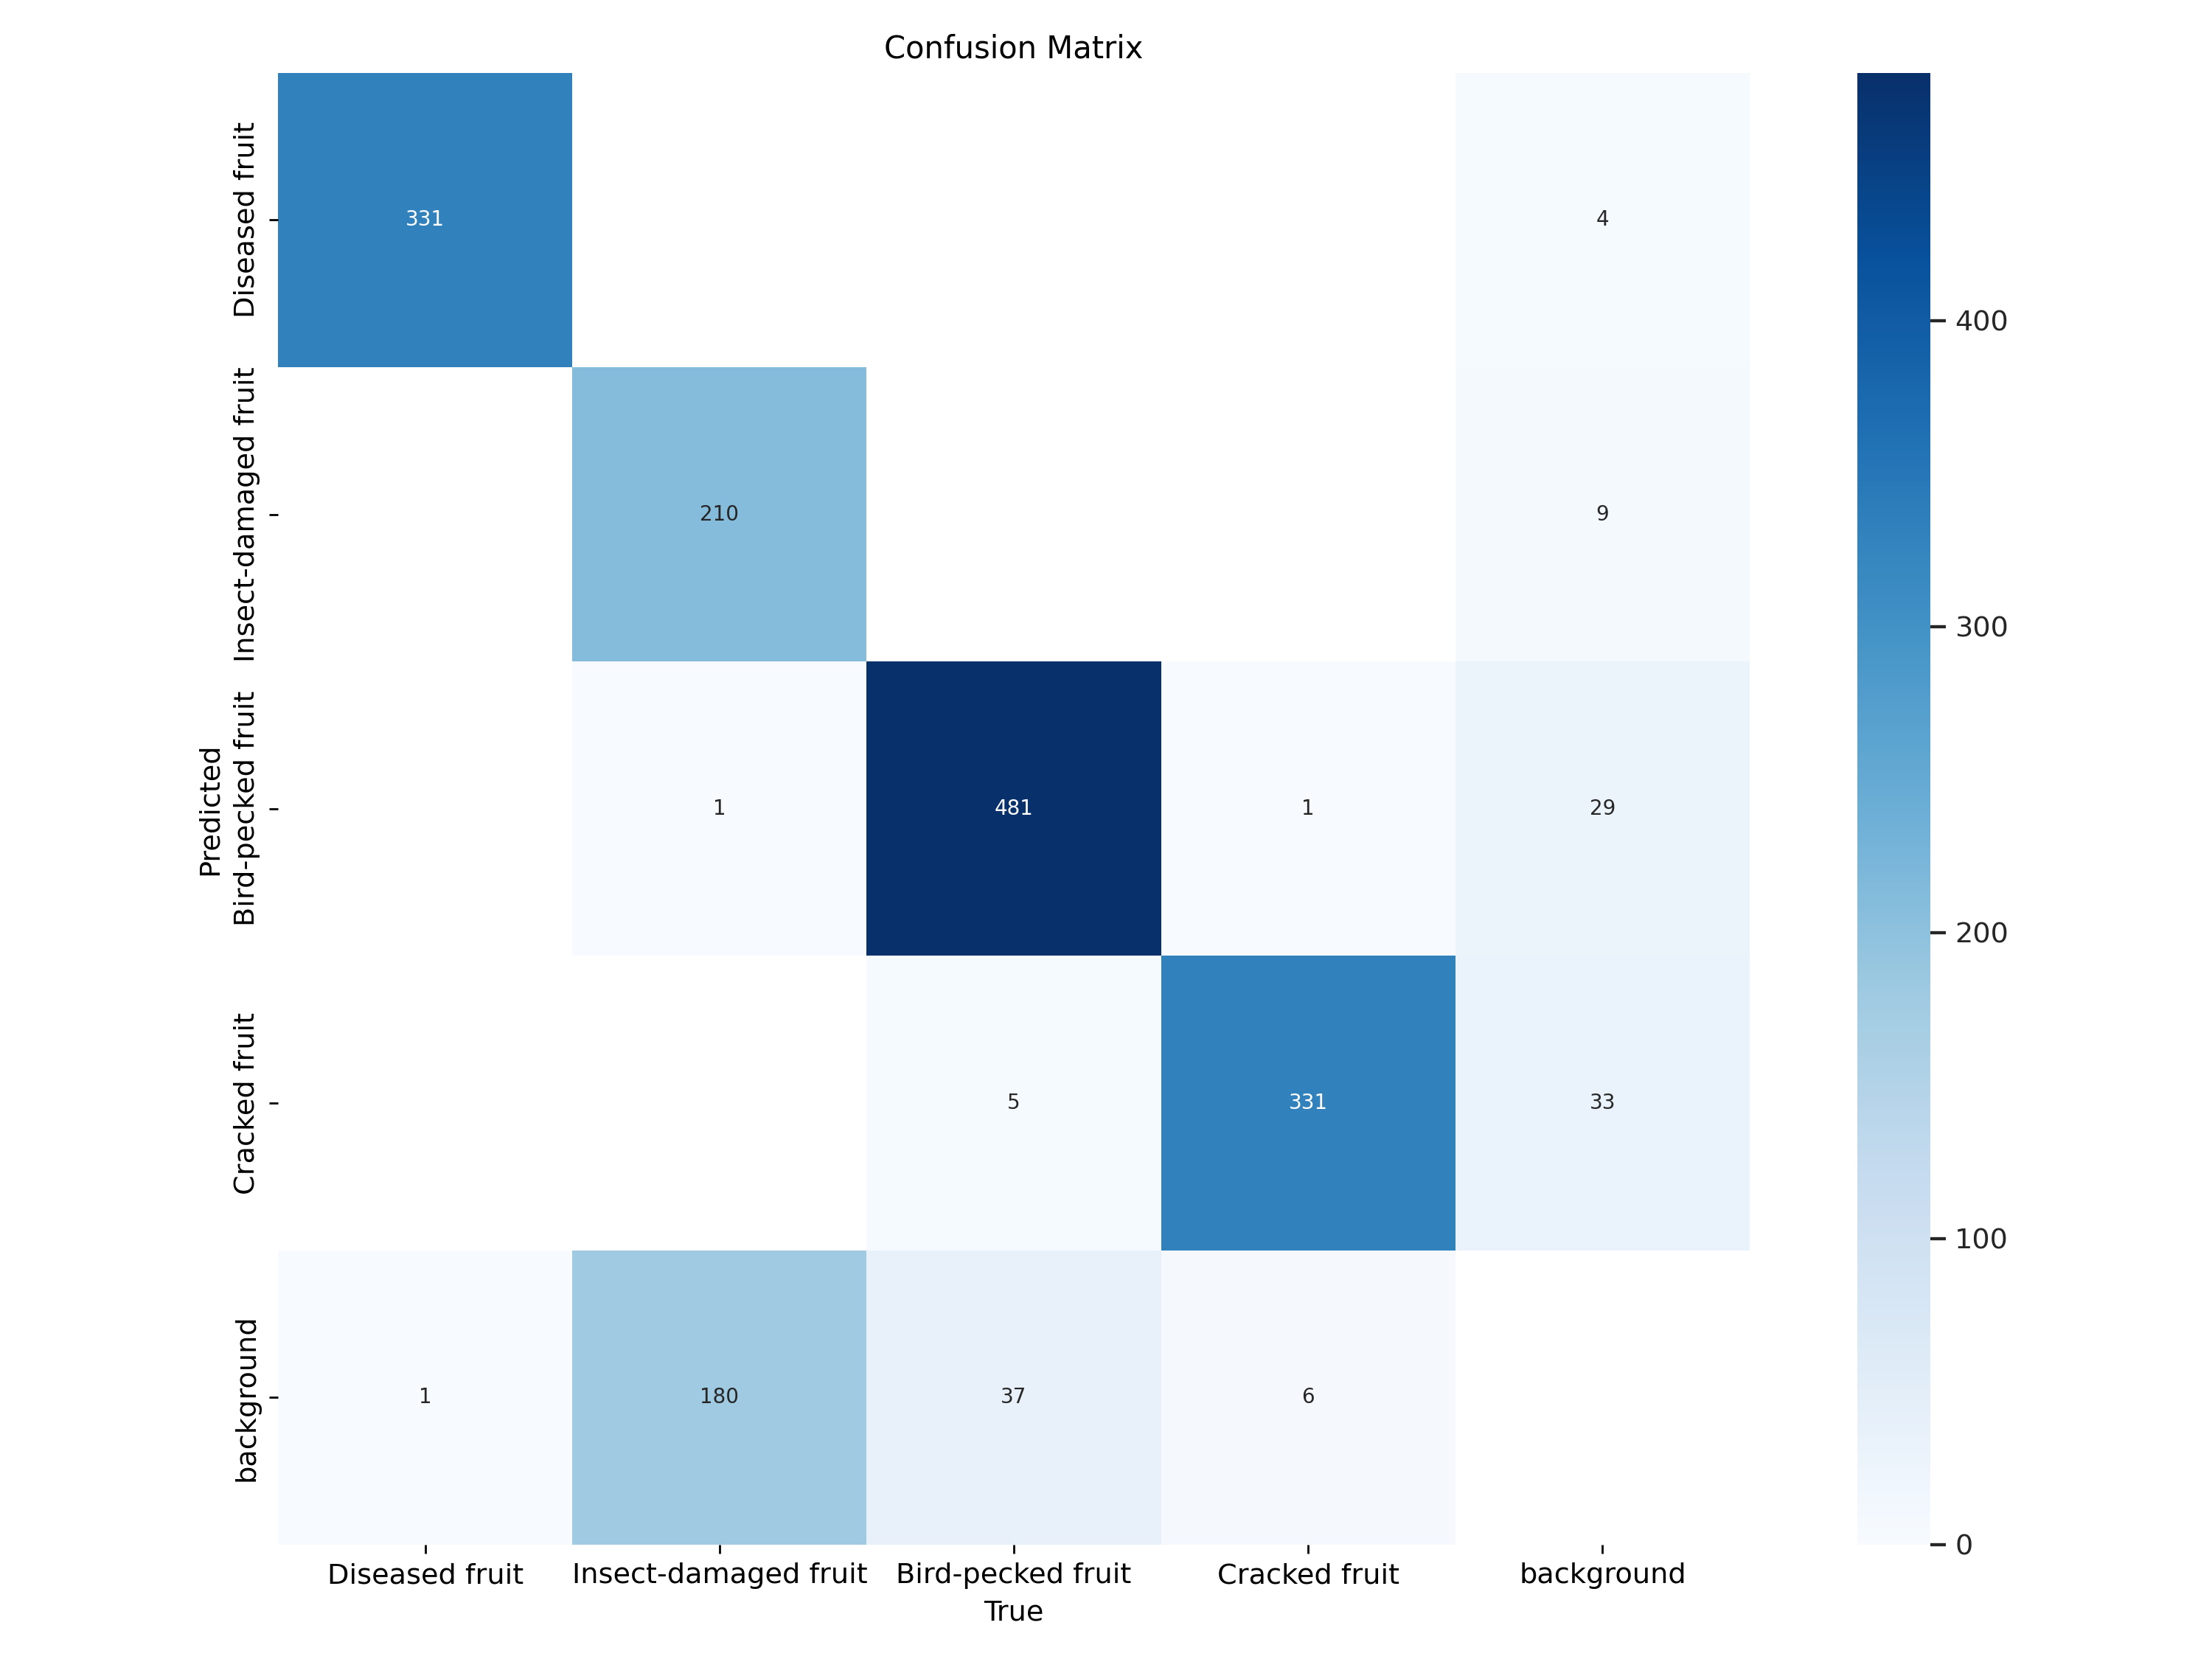 Confusion Matrix
Predicted
Diseased fruit
331
4
Insect-damaged fruit
210
9
Bird-pecked fruit
1
481
1
29
Cracked fruit
5
331
33
background
1
180
37
6
Diseased fruit
Insect-damaged fruit
Bird-pecked fruit
Cracked fruit
background
True
400
300
200
100
0